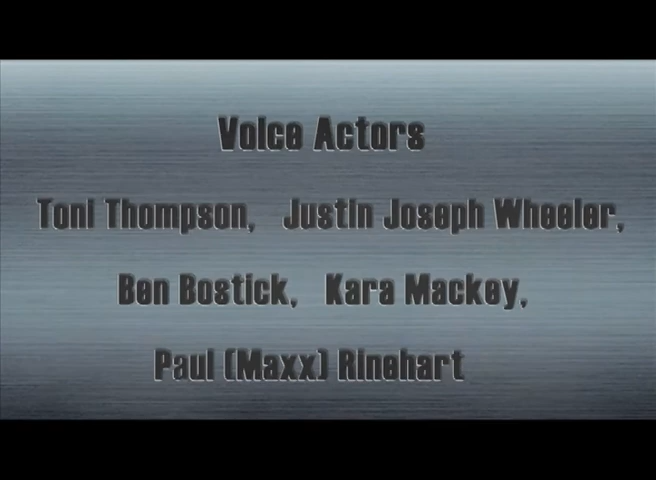 Voice Actors
Toni Thompson, Justin Joseph Wheeler,
Ben Bostick, Kara Mackey,
Paul (Maxx) Rinehart